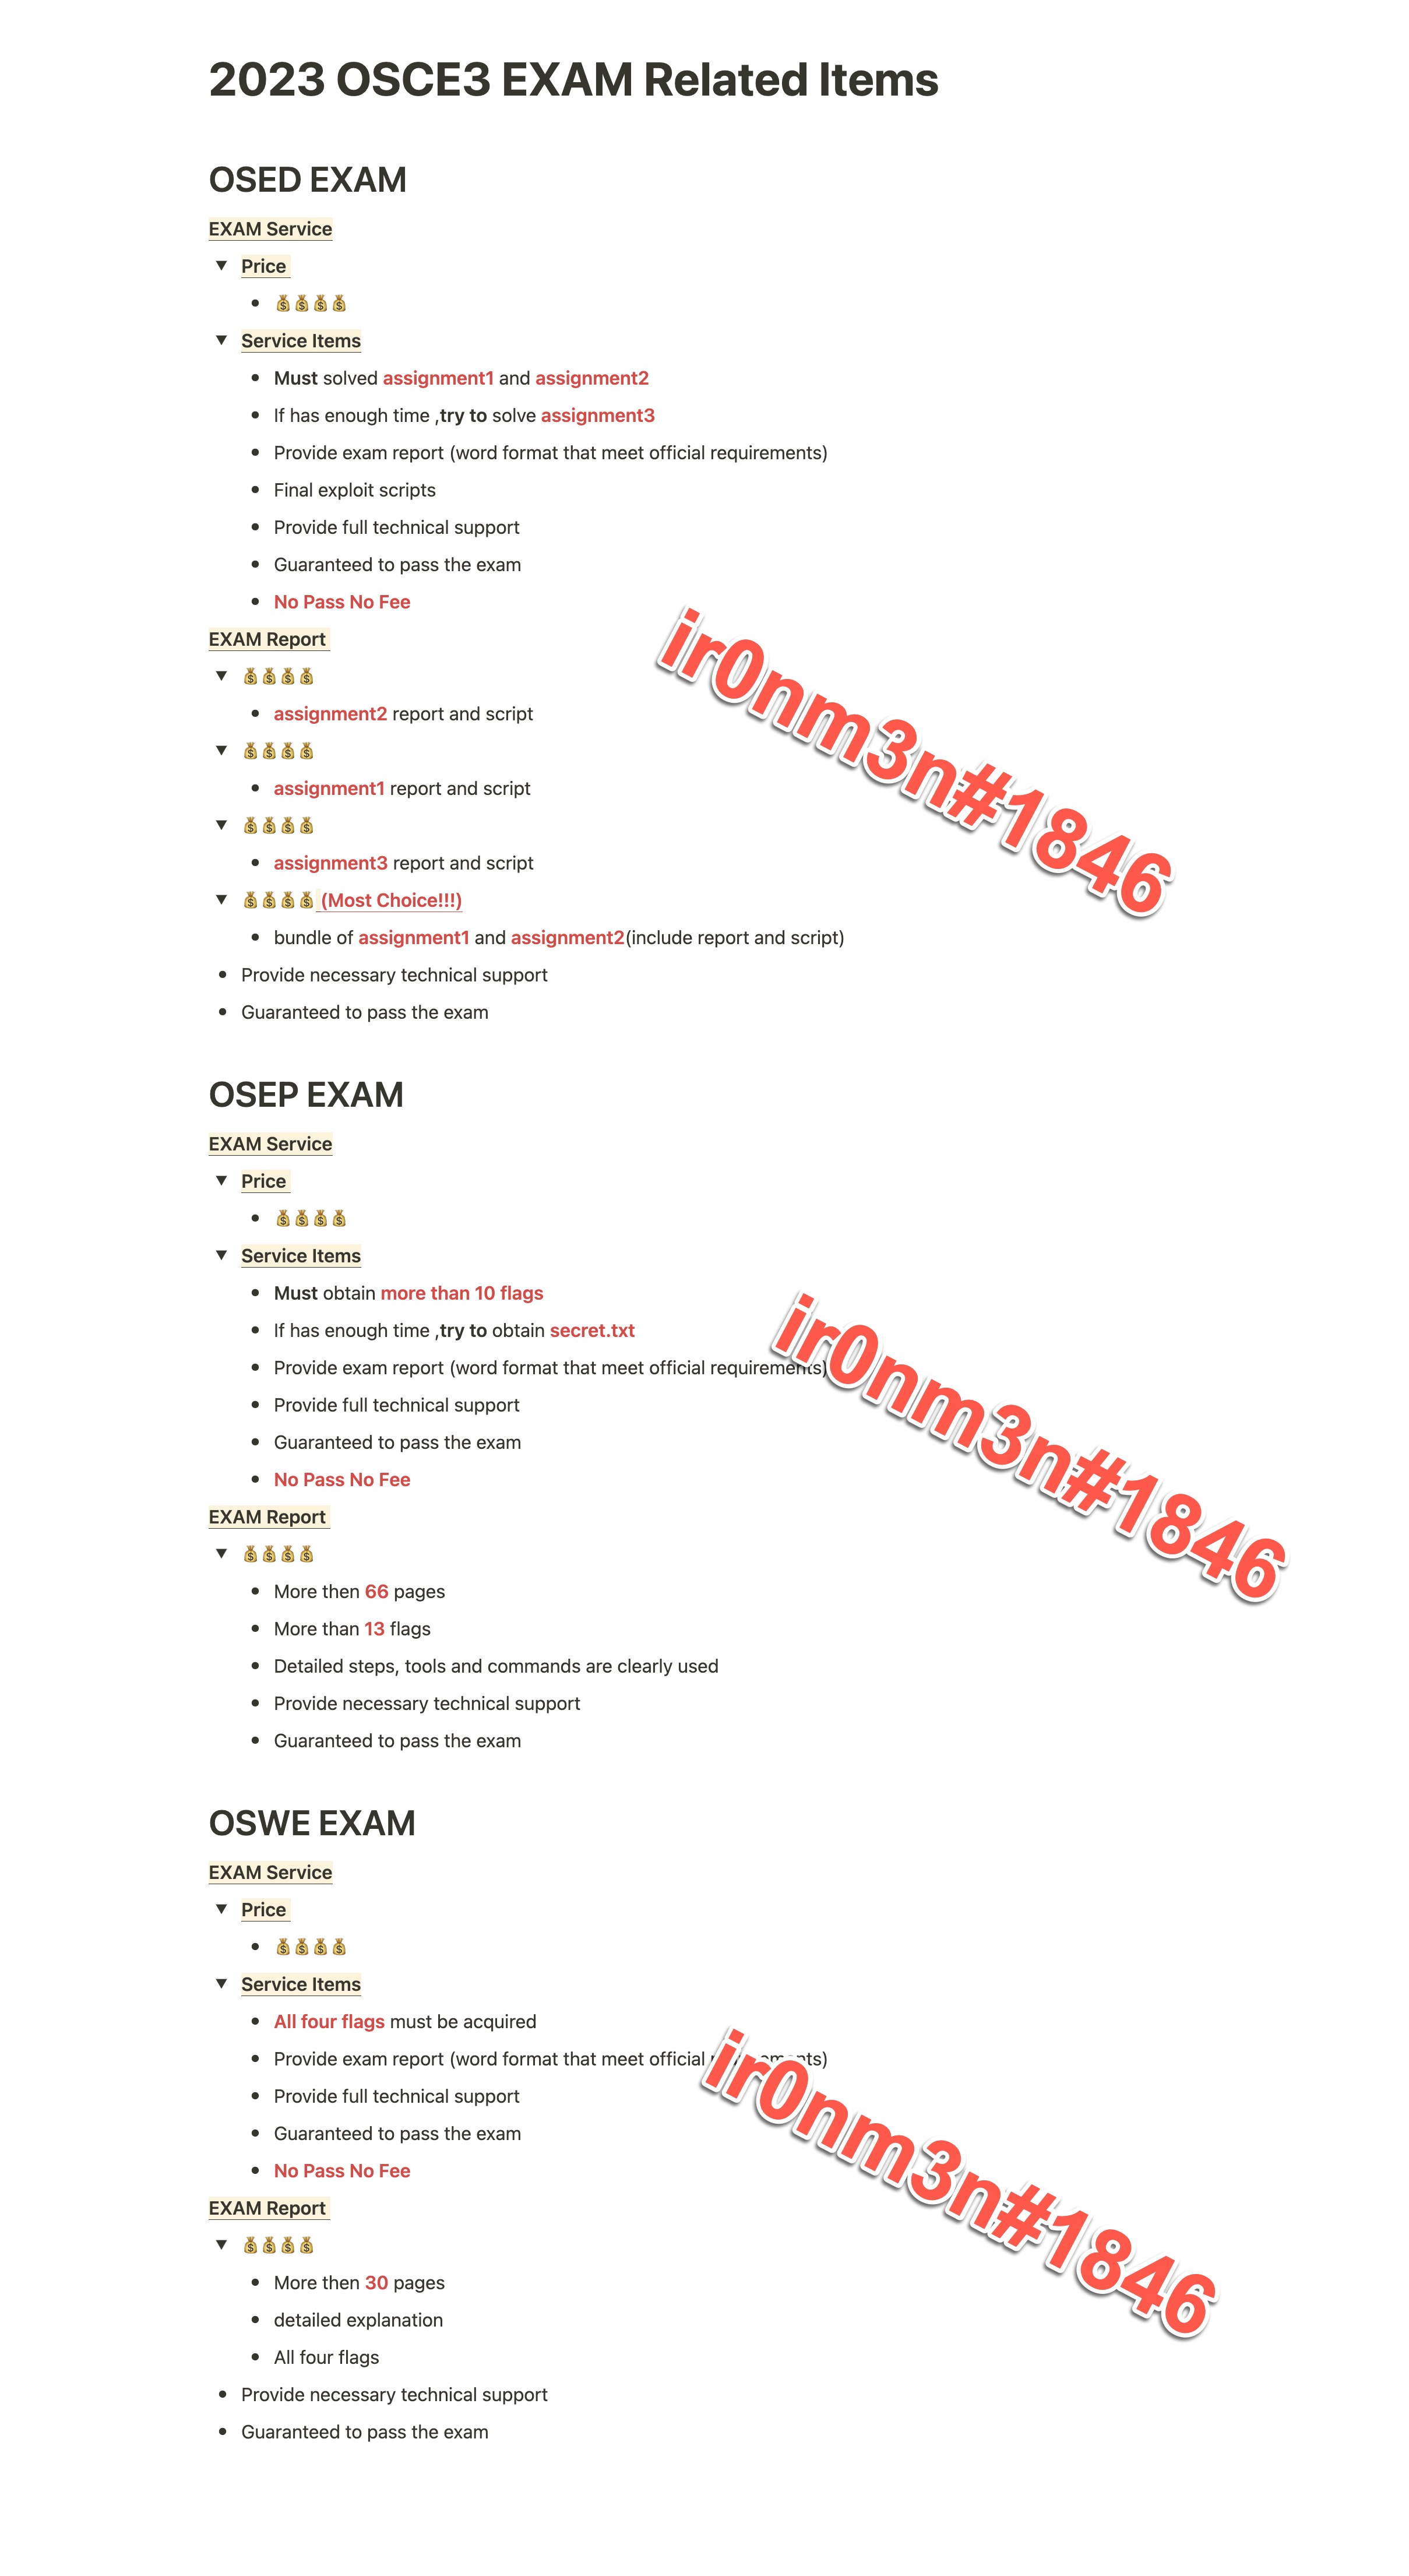 2023 OSCE3 EXAM Related Items
OSED EXAM
EXAM Service
Price
💰💰💰💰
Service Items
Must solved assignment1 and assignment2
If has enough time ,try to solve assignment3
Provide exam report (word format that meet official requirements)
Final exploit scripts
Provide full technical support
Guaranteed to pass the exam
No Pass No Fee
EXAM Report
💰💰💰💰
assignment2 report and script
💰💰💰💰
assignment1 report and script
💰💰💰💰
assignment3 report and script
💰💰💰💰 (Most Choice!!!)
bundle of assignment1 and assignment2(include report and script)
Provide necessary technical support
Guaranteed to pass the exam
ir0nm3n#1846
OSEP EXAM
EXAM Service
Price
💰💰💰💰
Service Items
Must obtain more than 10 flags
If has enough time ,try to obtain secret.txt
Provide exam report (word format that meet official requirements)
Provide full technical support
Guaranteed to pass the exam
No Pass No Fee
EXAM Report
💰💰💰💰
More then 66 pages
More than 13 flags
Detailed steps, tools and commands are clearly used
Provide necessary technical support
Guaranteed to pass the exam
ir0nm3n#1846
OSWE EXAM
EXAM Service
Price
💰💰💰💰
Service Items
All four flags must be acquired
Provide exam report (word format that meet official requirements)
Provide full technical support
Guaranteed to pass the exam
No Pass No Fee
EXAM Report
💰💰💰💰
More then 30 pages
detailed explanation
All four flags
Provide necessary technical support
Guaranteed to pass the exam
ir0nm3n#1846